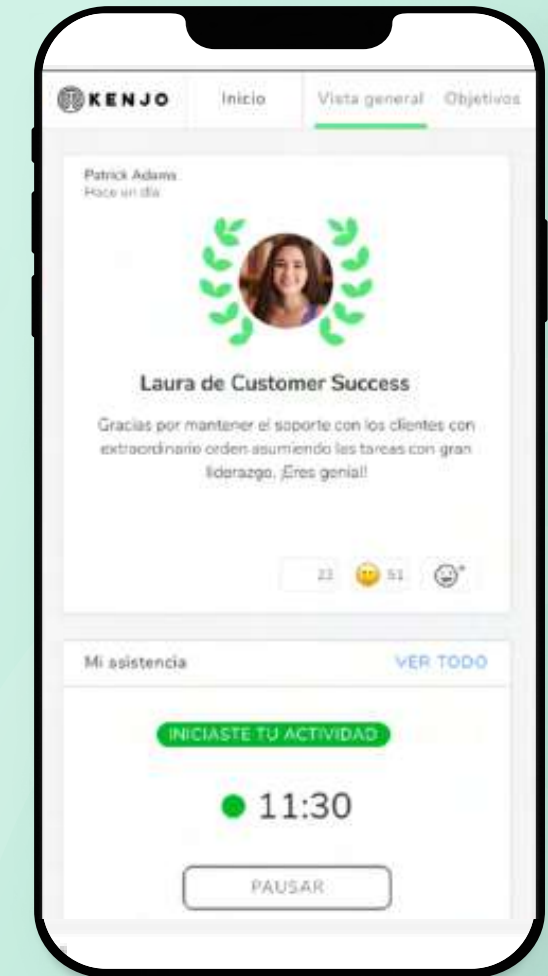 KENJO Inicio Vista general Objetivos
Patrick Adams
Hace un día
Laura de Customer Success
Gracias por mantener el soporte con los clientes con
extraordinario orden asumiendo las tareas con gran
liderazgo. ¡Eres genial!
23 51
Mi asistencia VER TODO
INICIASTE TU ACTIVIDAD
11:30
PAUSAR